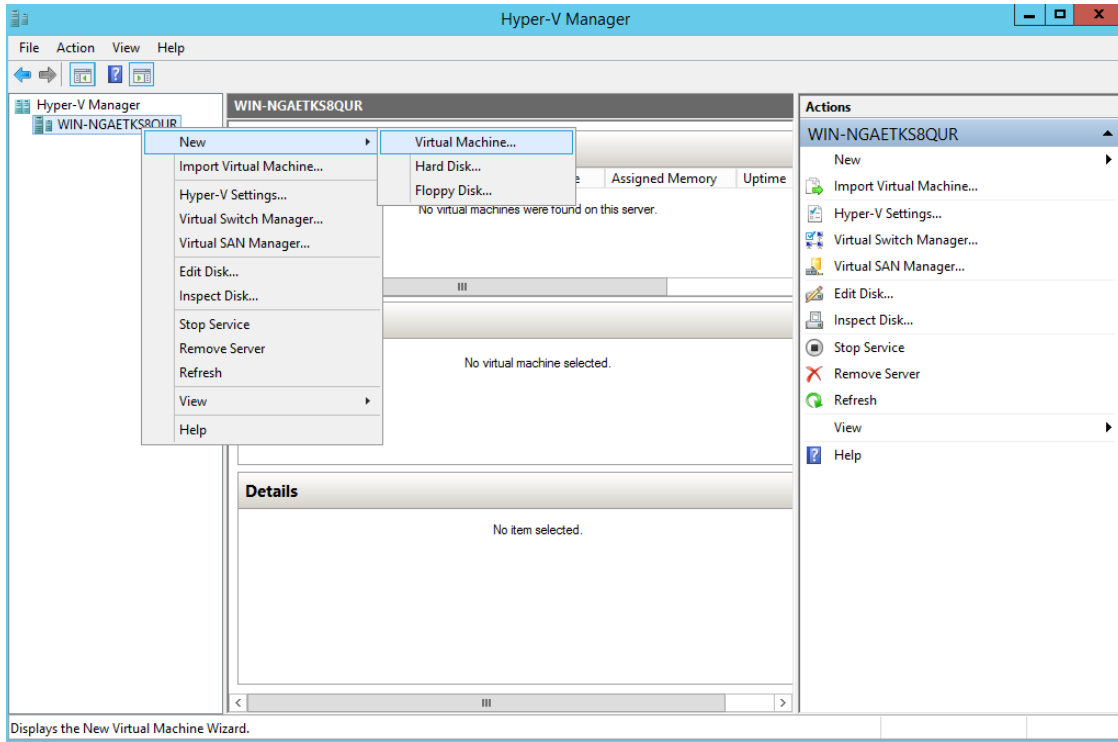 Hyper-V Manager
File Action View Help
Hyper-V Manager
WIN-NGAETKS8QUR
New
Virtual Machine...
Import Virtual Machine...
Hard Disk...
Floppy Disk...
Hyper-V Settings...
Virtual Switch Manager...
Virtual SAN Manager...
Edit Disk...
Inspect Disk...
Stop Service
Remove Server
Refresh
View
Help
WIN-NGAETKS8QUR
Assigned Memory Uptime
No virtual machines were found on this server.
No virtual machine selected.
Details
No item selected.
Actions
WIN-NGAETKS8QUR
New
Import Virtual Machine...
Hyper-V Settings...
Virtual Switch Manager...
Virtual SAN Manager...
Edit Disk...
Inspect Disk...
Stop Service
Remove Server
Refresh
View
Help
Displays the New Virtual Machine Wizard.